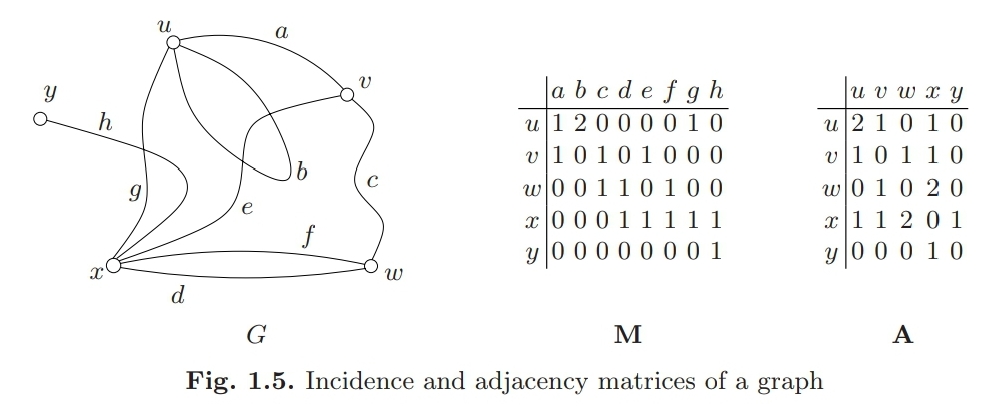 u
a
v
y
h
b
g
c
e
f
x
w
d
G
a b c d e f g h
u 1 2 0 0 0 0 1 0
v 1 0 1 0 1 0 0 0
w 0 0 1 1 0 1 0 0
x 0 0 0 1 1 1 1 1
y 0 0 0 0 0 0 0 1
M
u v w x y
u 2 1 0 1 0
v 1 0 1 1 0
w 0 1 0 2 0
x 1 1 2 0 1
y 0 0 0 1 0
A
Fig. 1.5. Incidence and adjacency matrices of a graph